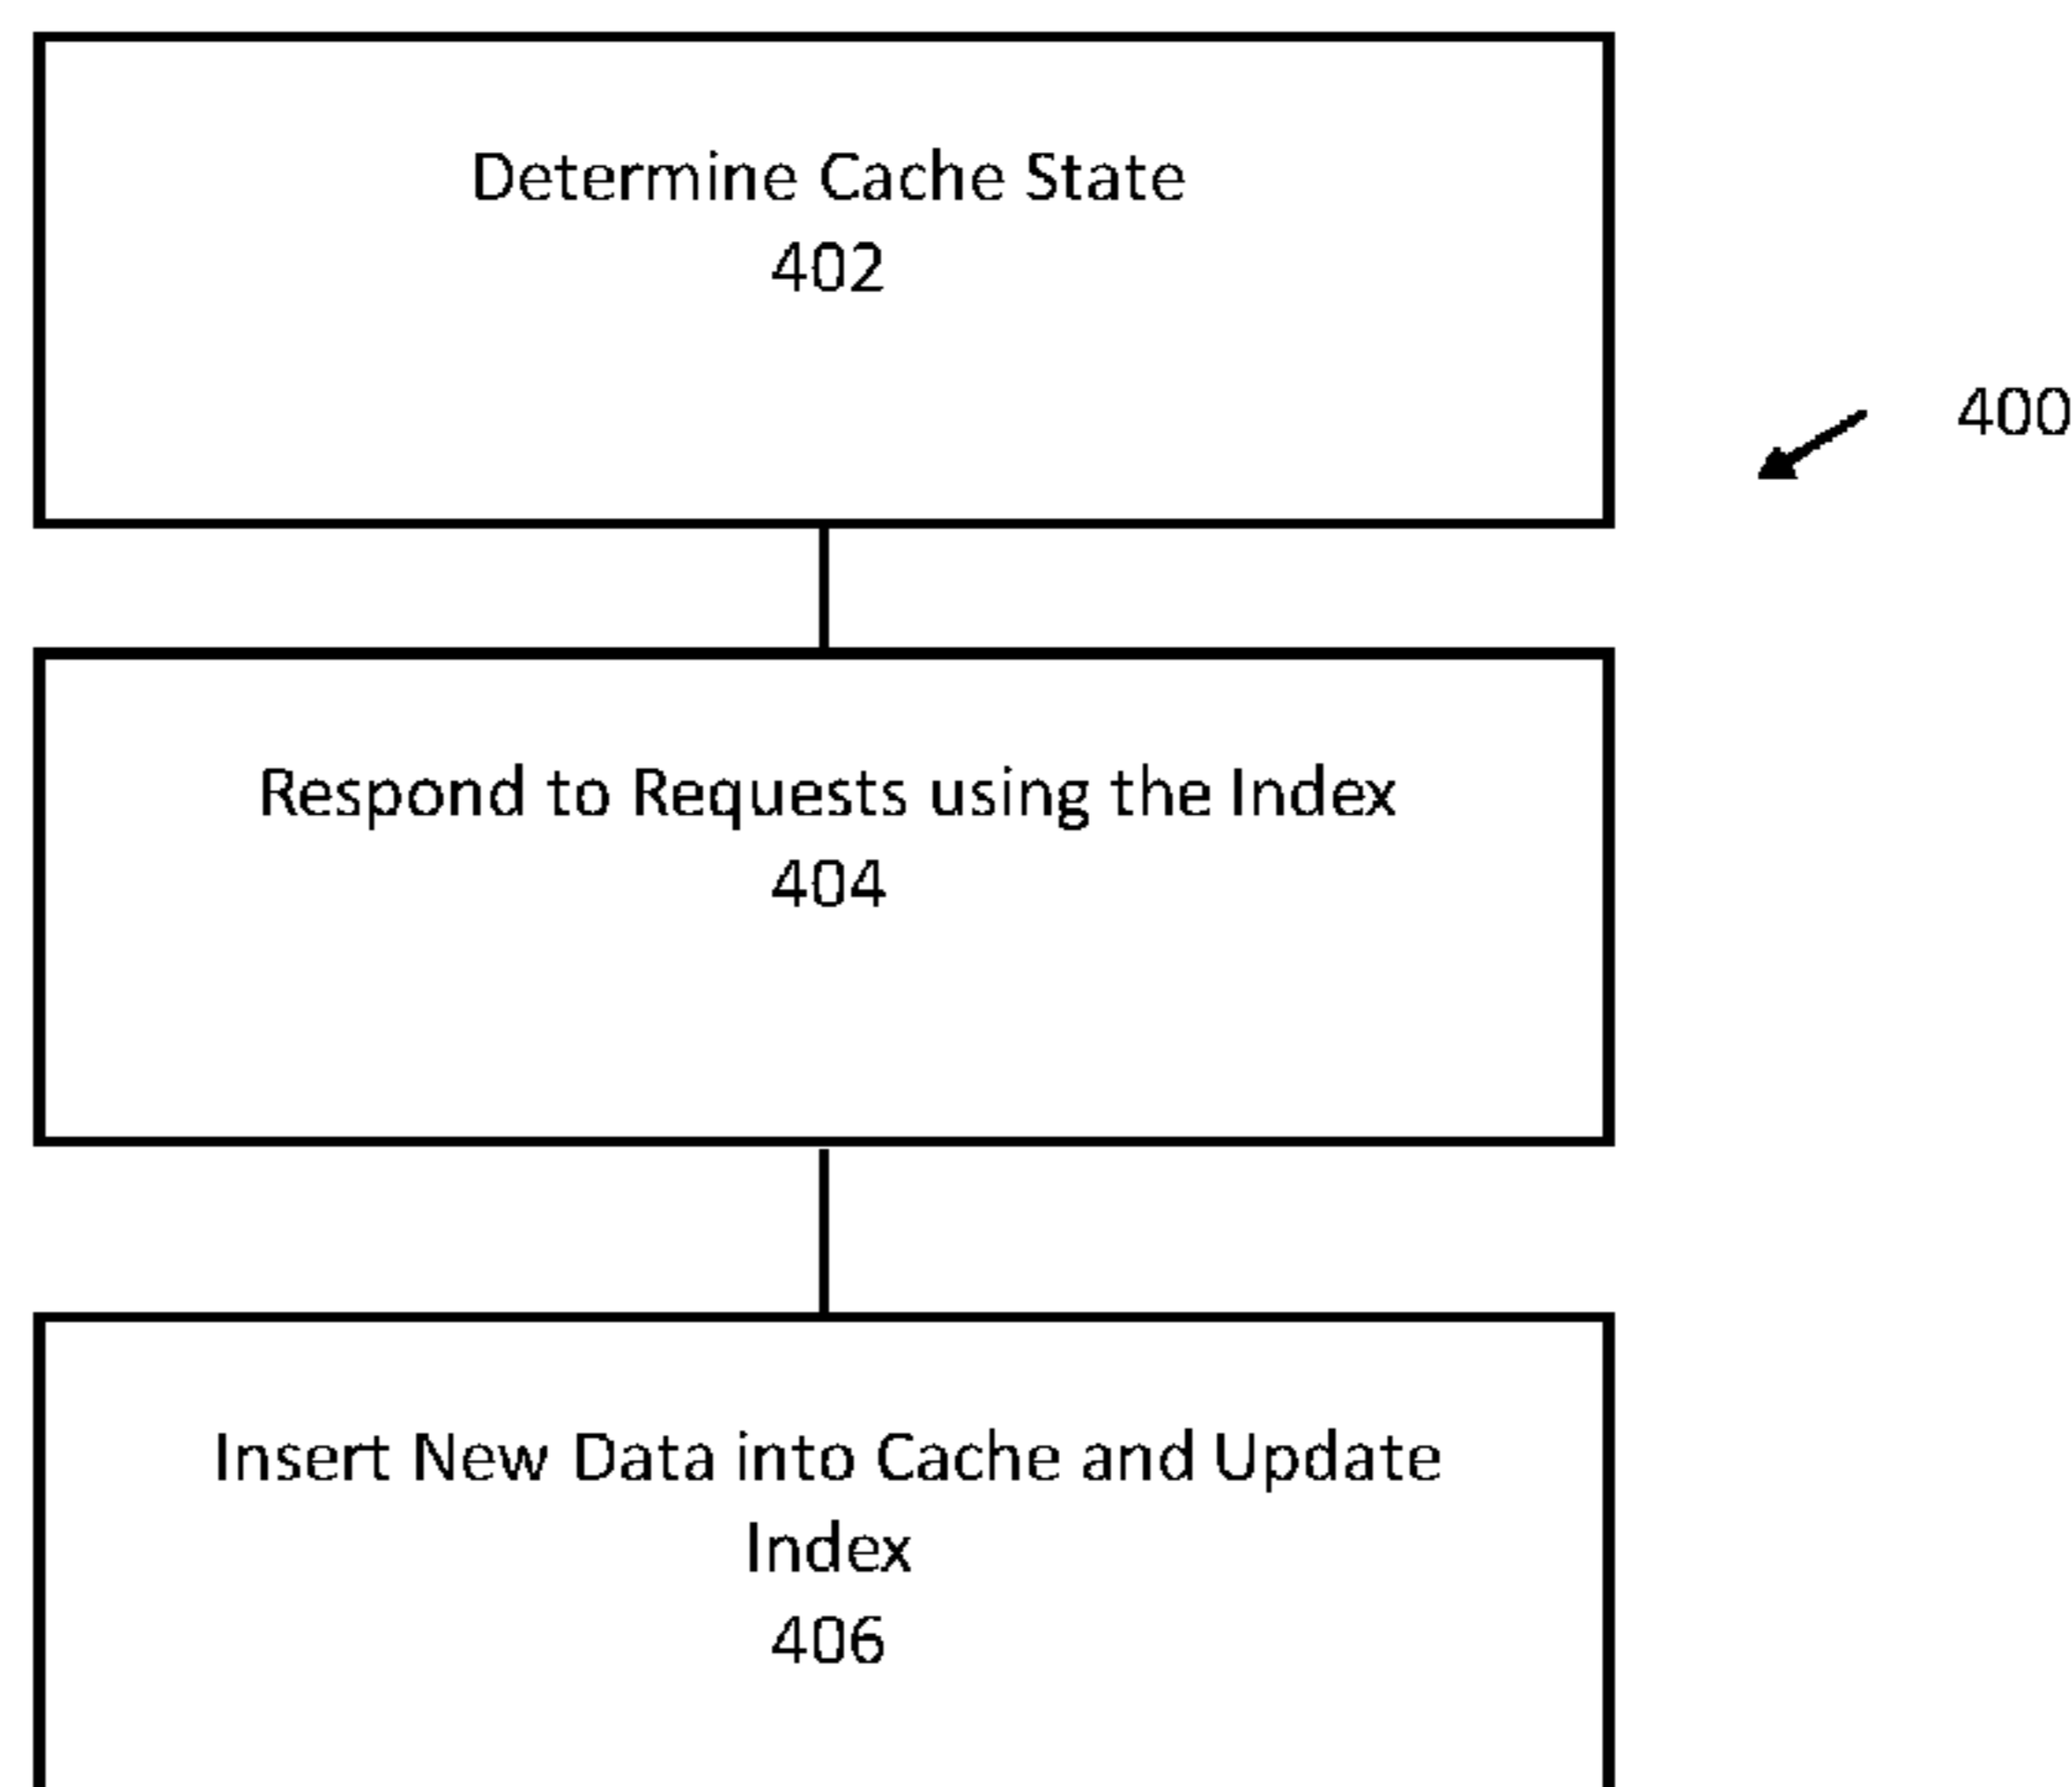 Determine Cache State
402
400
Respond to Requests using the Index
404
Insert New Data into Cache and Update
Index
406